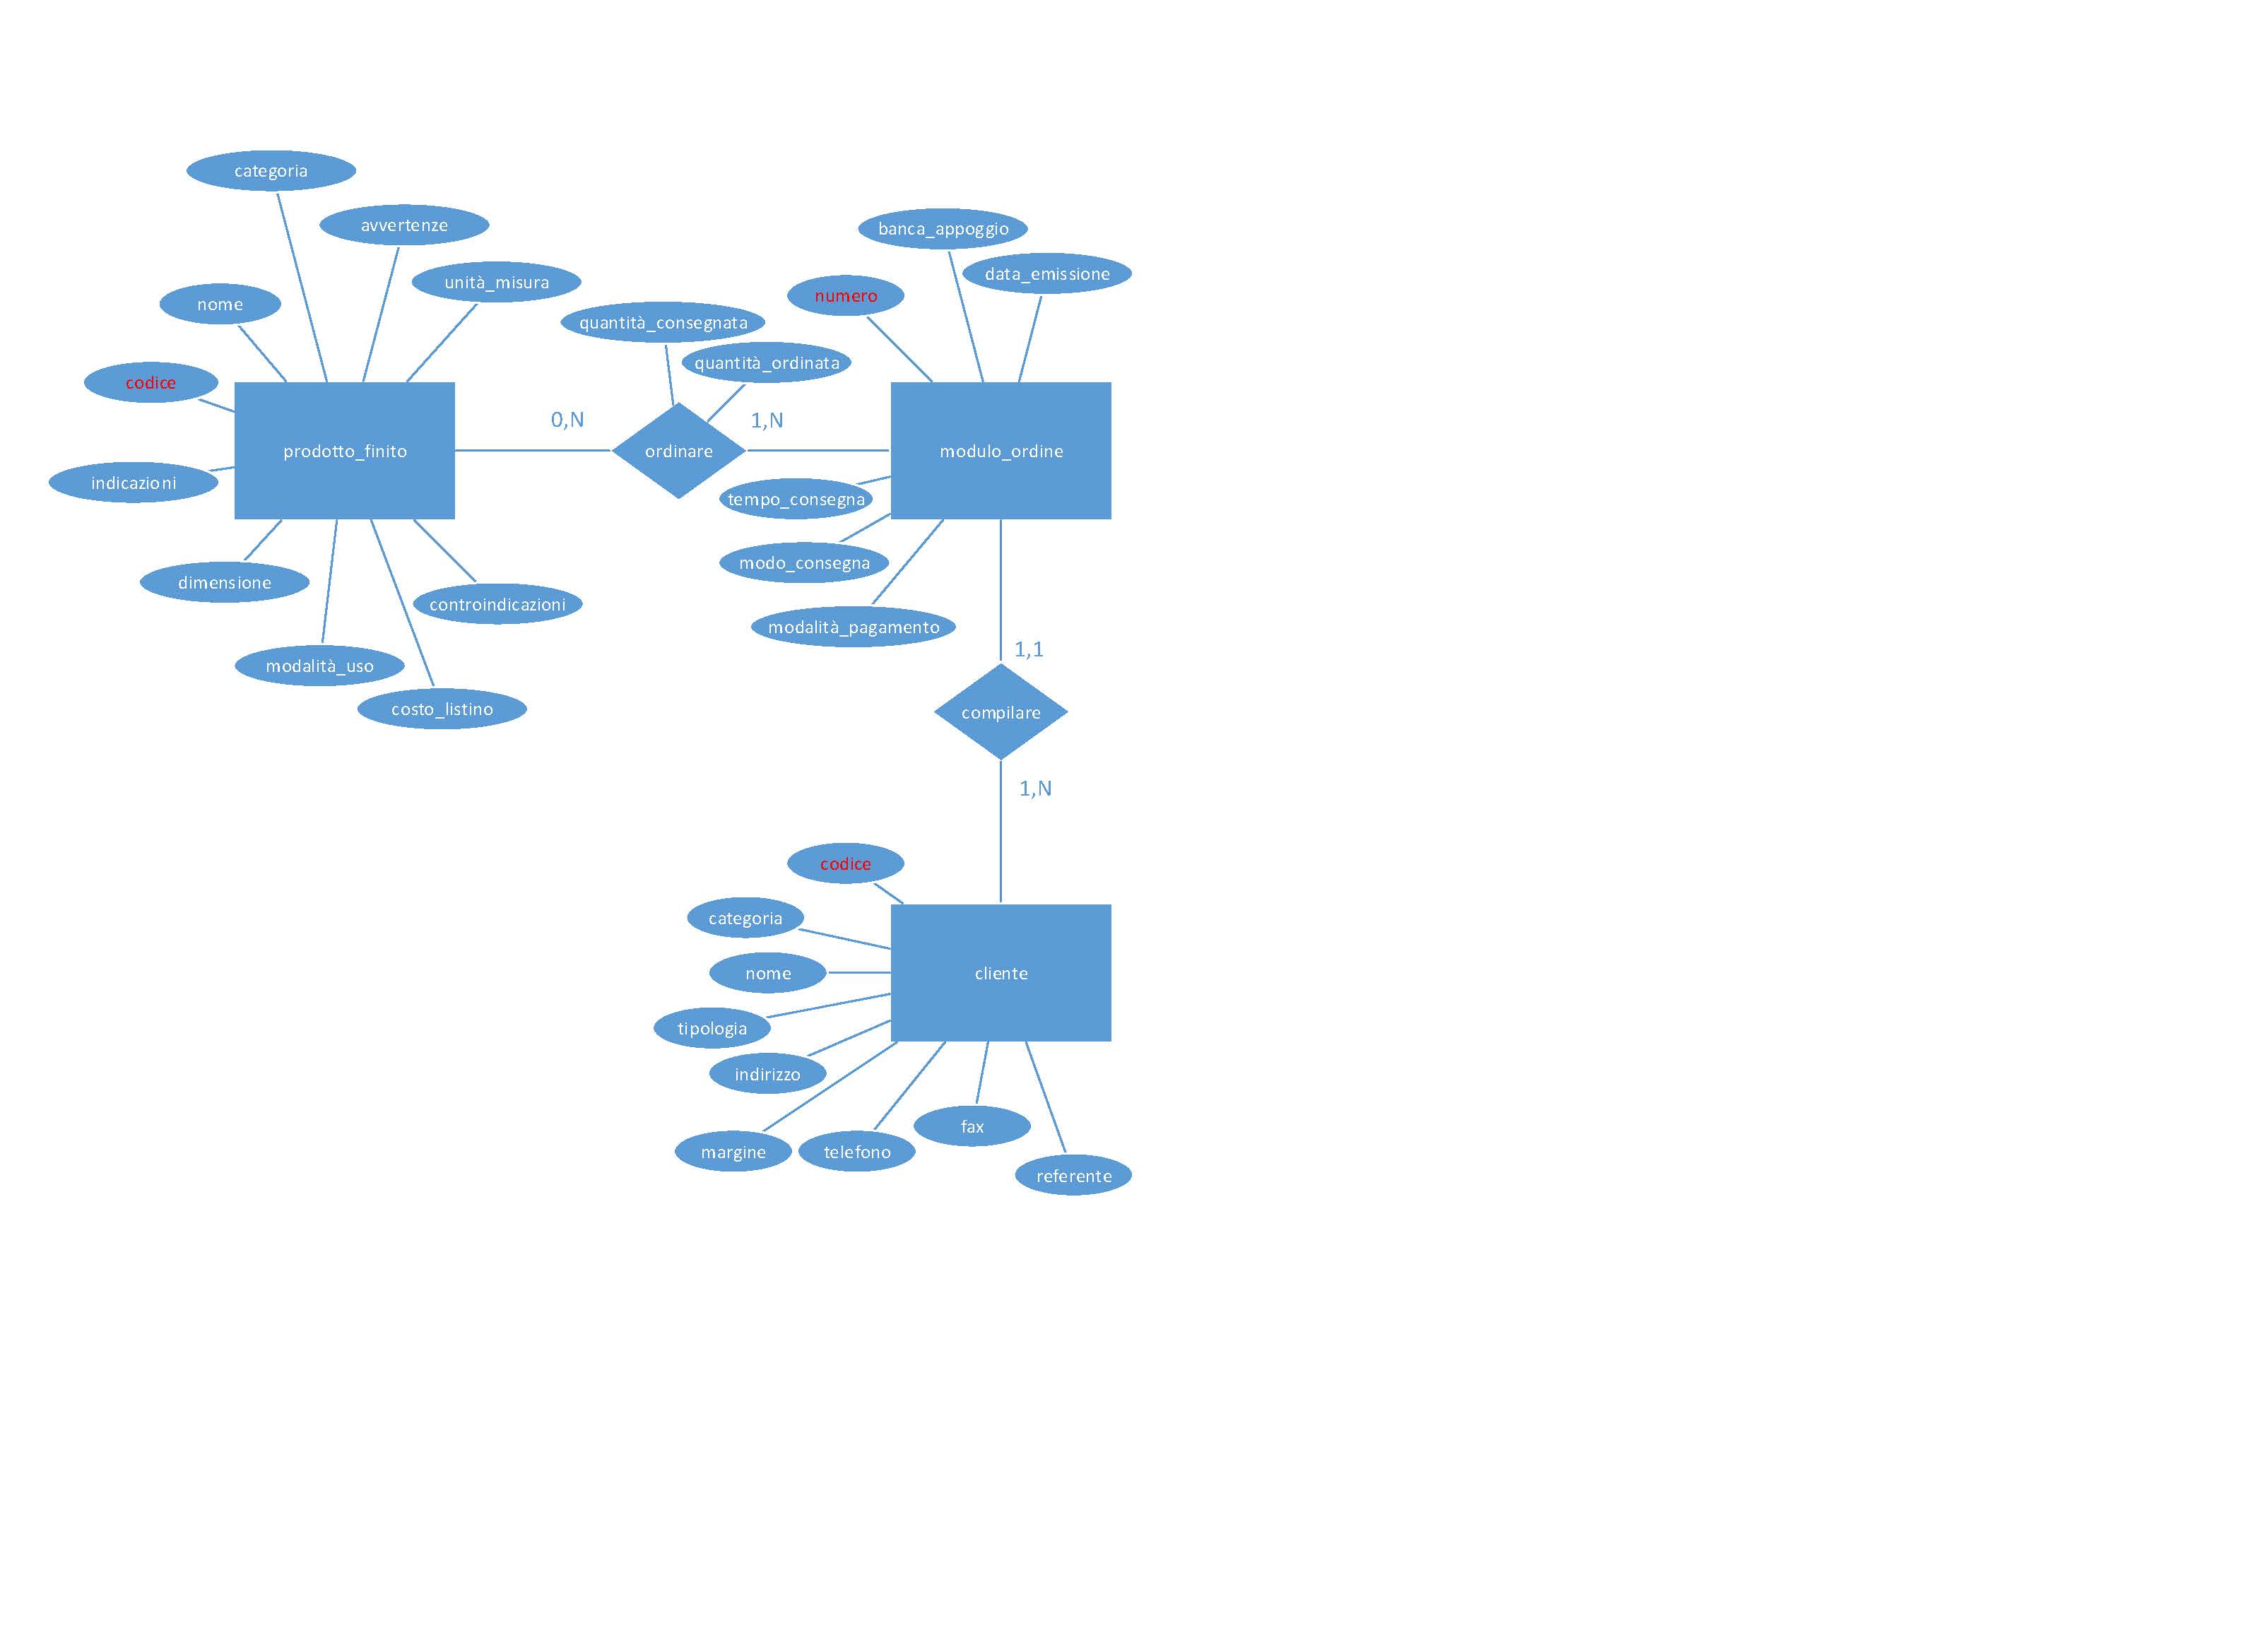 categoria
avvertenze
unità_misura
nome
codice
indicazioni
prodotto_finito
dimensione
controindicazioni
modalità_uso
costo_listino
quantità_consegnata
quantità_ordinata
0,N
1,N
ordinare
banca_appoggio
data_emissione
numero
modulo_ordine
tempo_consegna
modo_consegna
modalità_pagamento
1,1
compilare
1,N
codice
categoria
nome
cliente
tipologia
indirizzo
margine
telefono
fax
referente